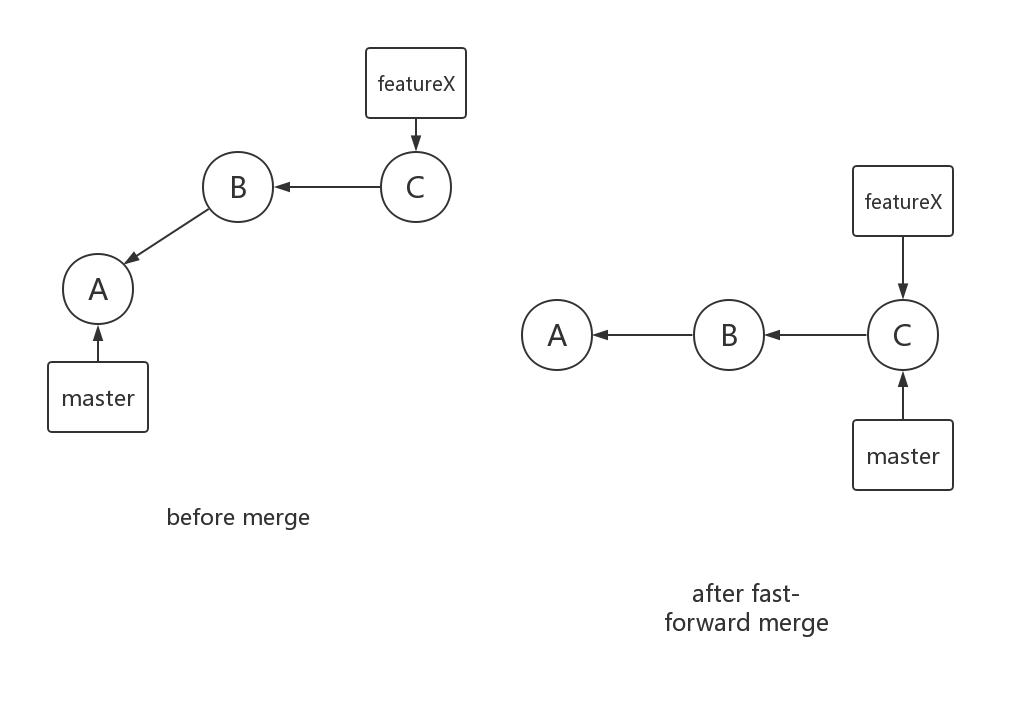 featureX
B
C
A
master
before merge
featureX
A
B
C
master
after fast-
forward merge